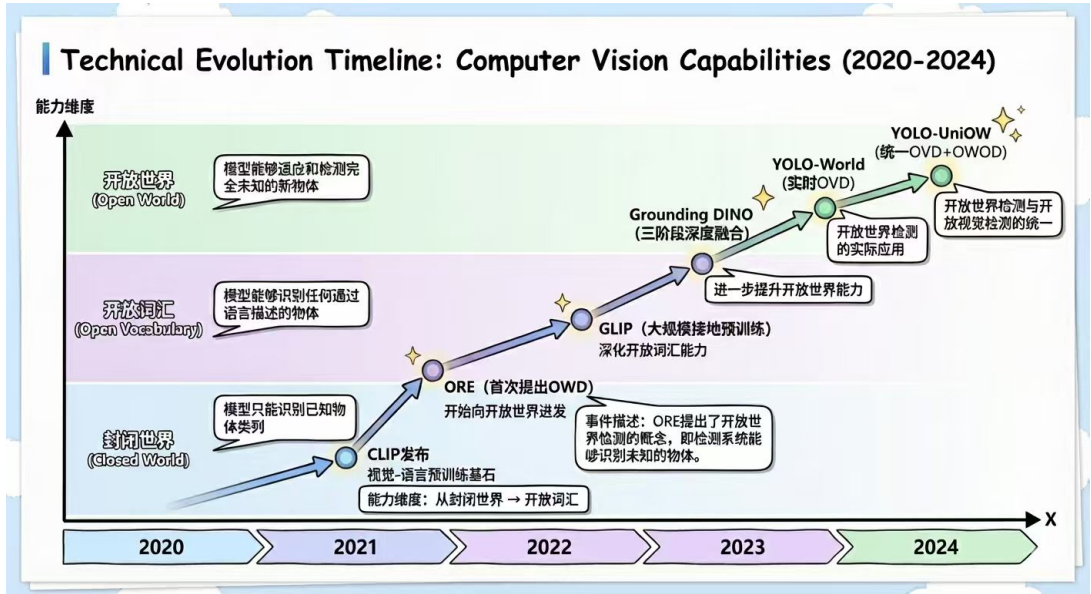 Technical Evolution Timeline: Computer Vision Capabilities (2020-2024)
能力维度
开放世界
(Open World)
模型能够适应和检测完
全未知的新物体
开放词汇
(Open Vocabulary)
模型能够识别任何通过
语言描述的物体
封闭世界
(Closed World)
模型只能识别已知物
体类列
CLIP发布
视觉-语言预训练基石
能力维度：从封闭世界 → 开放词汇
ORE（首次提出OWD）
开始向开放世界进发
事件描述：ORE提出了开放世
界检测的概念，即检测系统能
够识别未知的物体。
GLIP（大规模接地预训练）
深化开放词汇能力
Grounding DINO
(三阶段深度融合)
进一步提升开放世界能力
YOLO-World
(实时OVD)
开放世界检测
的实际应用
YOLO-UniOW
(统一OVD+OWOD)
开放世界检测与开
放视觉检测的统一
X
2020
2021
2022
2023
2024